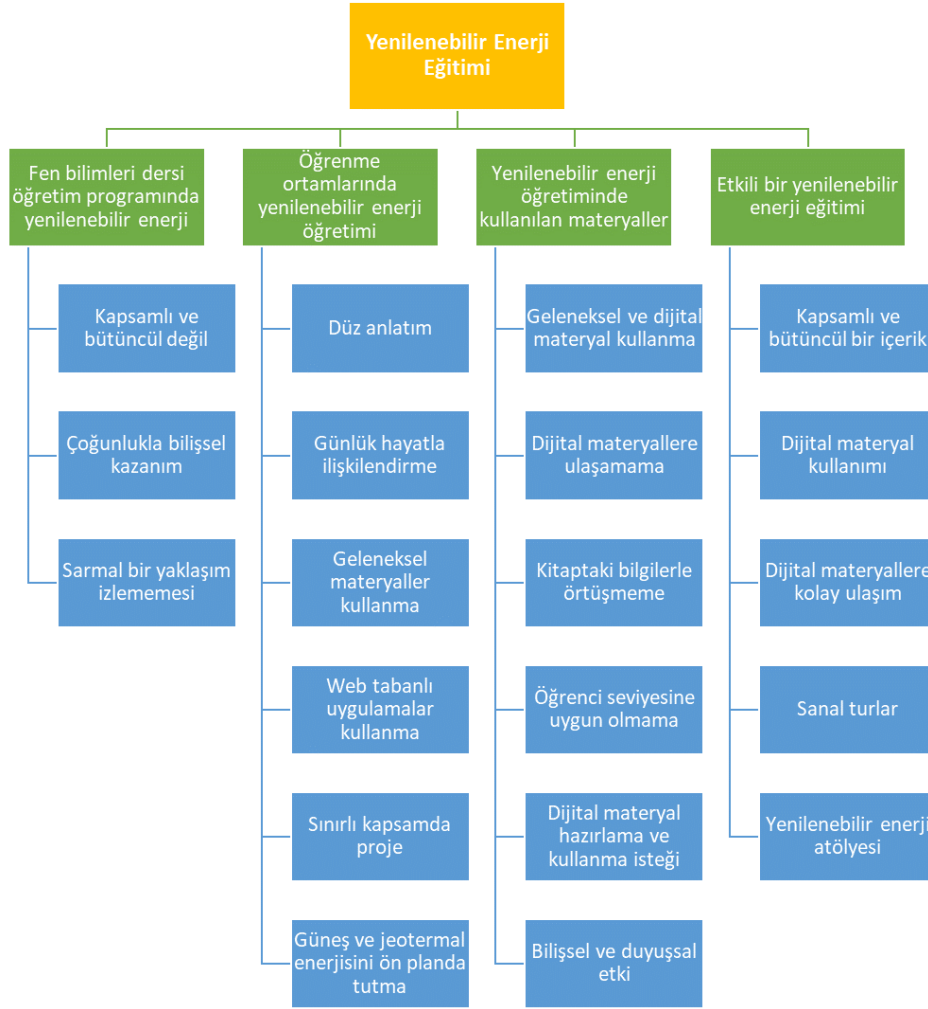 Yenilenebilir Enerji
Eğitimi
Fen bilimleri dersi
öğretim programında
yenilenebilir enerji
Kapsamlı ve
bütüncül değil
Çoğunlukla bilişsel
kazanım
Sarmal bir yaklaşım
izlememesi
Öğrenme
ortamlarında
yenilenebilir enerji
öğretimi
Düz anlatım
Günlük hayatla
ilişkilendirme
Geleneksel
materyaller
kullanma
Web tabanlı
uygulamalar
kullanma
Sınırlı kapsamda
proje
Güneş ve jeotermal
enerjisini ön planda
tutma
Yenilenebilir enerji
öğretiminde
kullanılan materyaller
Geleneksel ve dijital
materyal kullanma
Dijital materyallere
ulaşamama
Kitaptaki bilgilerle
örtüşmeme
Öğrenci seviyesine
uygun olmama
Dijital materyal
hazırlama ve
kullanma isteği
Bilişsel ve duyuşsal
etki
Etkili bir yenilenebilir
enerji eğitimi
Kapsamlı ve
bütüncül bir içerik
Dijital materyal
kullanımı
Dijital materyallere
kolay ulaşım
Sanal turlar
Yenilenebilir enerji
atölyesi